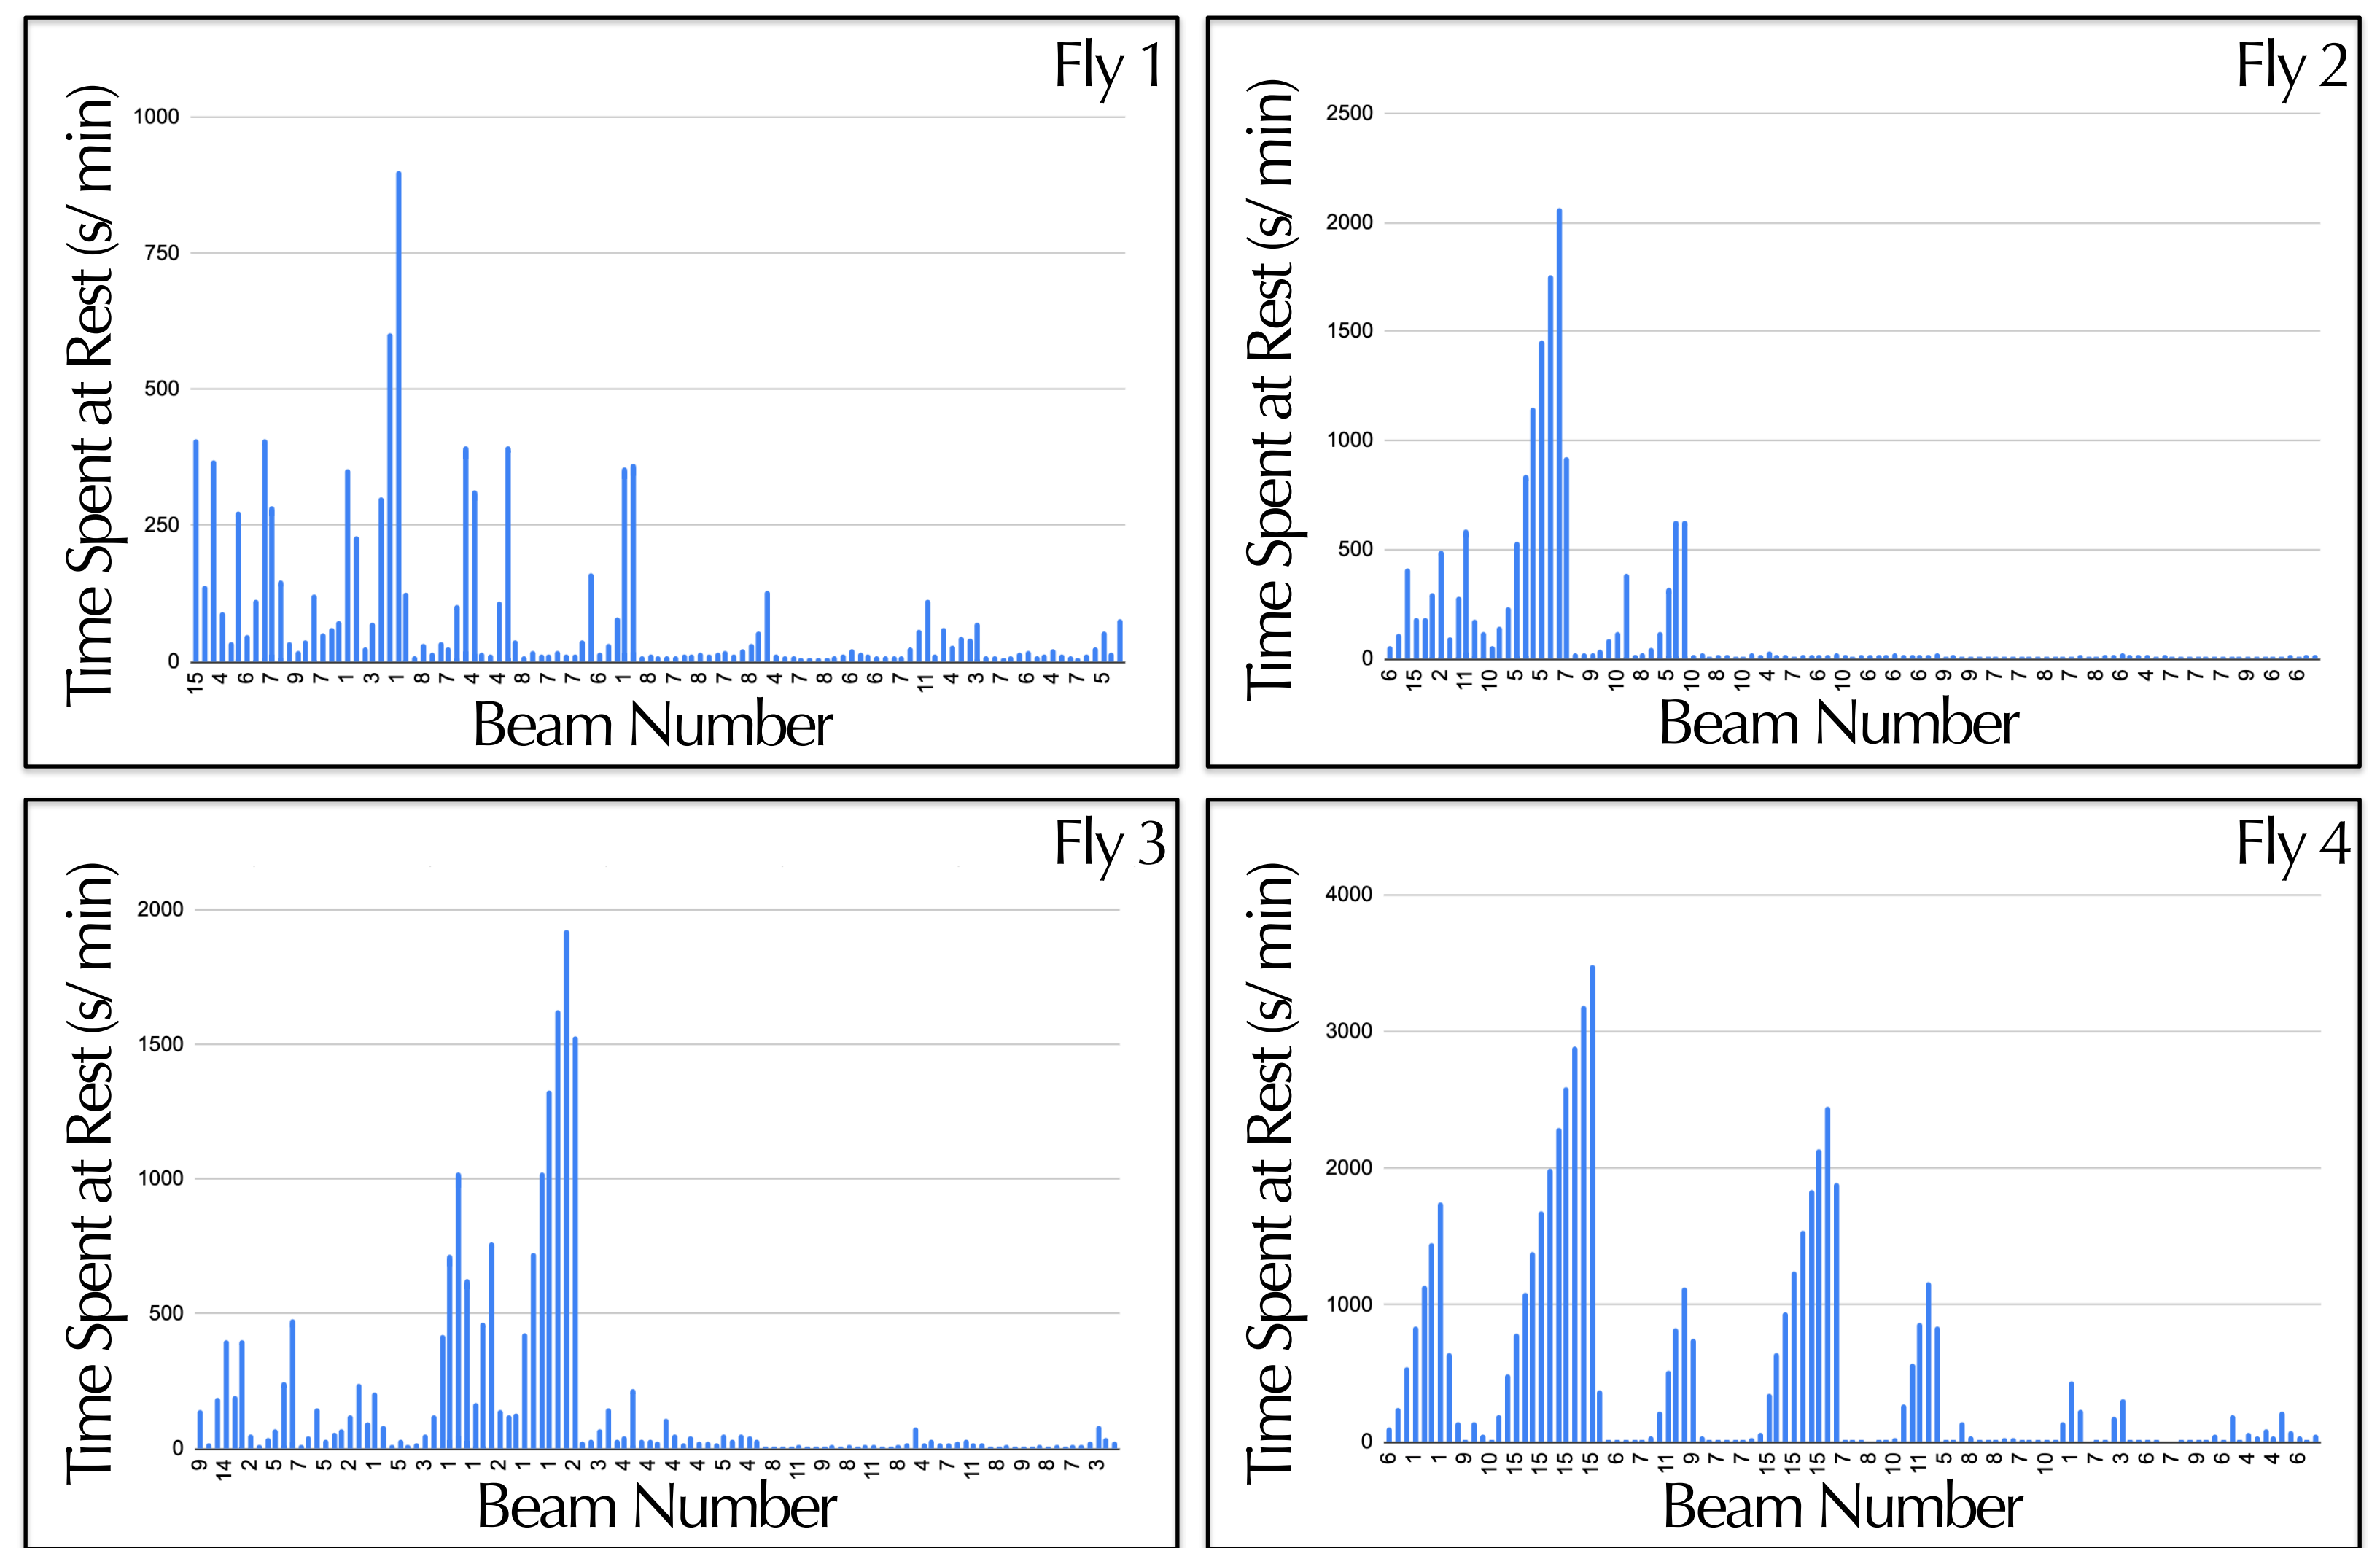 Fly 1
Time Spent at Rest (s/ min)
1000
750
500
250
0
15 4 6 7 9 7 1 3 1 8 7 4 4 8 7 7 6 1 8 7 8 7 8 4 8 6 6 7 11 4 3 7 6 4 7 5
Beam Number
Fly 2
Time Spent at Rest (s/ min)
2500
2000
1500
1000
500
0
6 15 2 11 10 5 5 7 9 10 8 5 10 8 10 4 7 6 10 6 6 6 9 9 7 7 8 7 8 6 4 7 7 7 9 6 6
Beam Number
Fly 3
Time Spent at Rest (s/ min)
2000
1500
1000
500
0
9 14 2 5 7 5 2 1 5 3 1 1 2 1 1 2 3 4 4 4 4 5 4 8 11 9 8 11 8 4 7 11 8 9 8 7 3
Beam Number
Fly 4
Time Spent at Rest (s/ min)
4000
3000
2000
1000
0
6 1 1 9 10 15 15 15 15 6 7 11 9 7 7 15 15 15 7 8 10 11 5 8 8 7 10 1 7 3 6 7 9 6 4 4 6
Beam Number